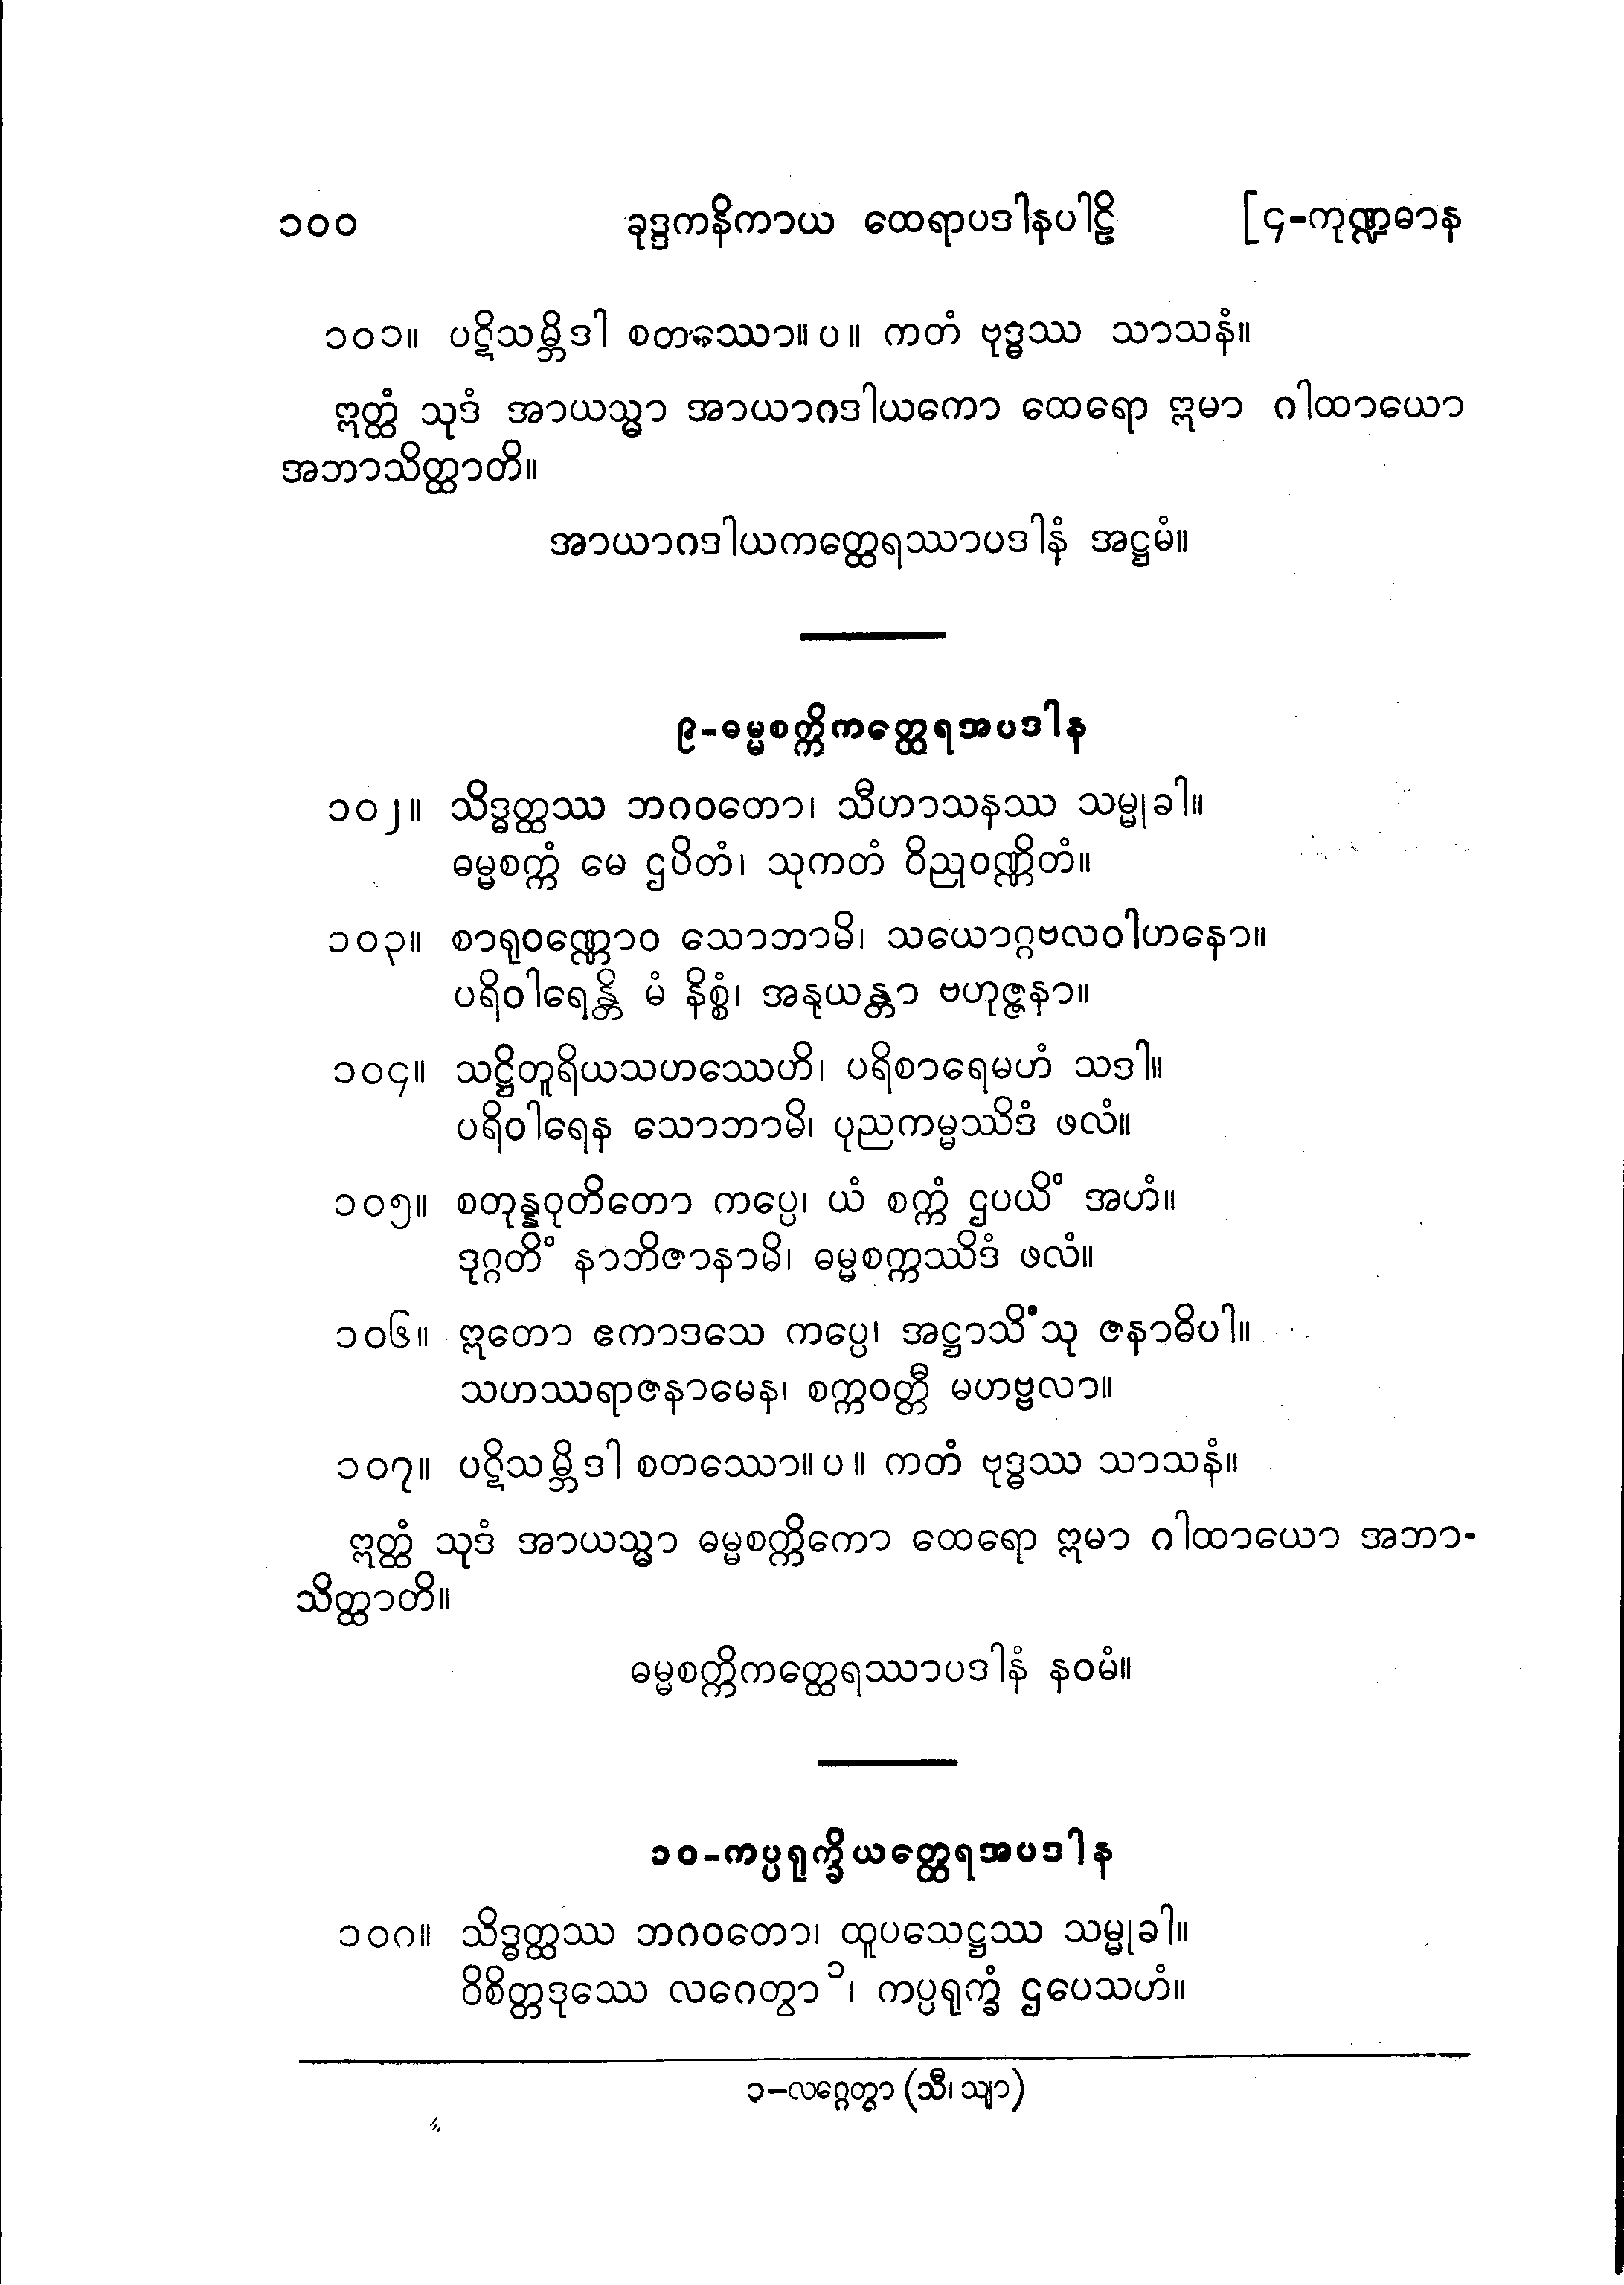 ၁၀၀ ခုဒ္ဒကနိကာယ ထေရာပဒါနပါဠိ [၄-ကုဏ္ဍဓာန
၁၀၁။ ပဋိသမ္ဘိဒါ စတဿော။ပ။ ကတံ ဗုဒ္ဓဿ သာသနံ။
ဣတ္ထံ သုဒံ အာယသ္မာ အာယာဂဒါယကော ထေရော ဣမာ ဂါထာယော
အဘာသိတ္ထာတိ။
အာယာဂဒါယကတ္ထေရဿာပဒါနံ အဋ္ဌမံ။
၉-ဓမ္မစက္ကိကတ္ထေရအပဒါန
၁၀၂။ သိဒ္ဓတ္ထဿ ဘဂဝတော၊ သီဟာသနဿ သမ္မုခါ။
ဓမ္မစက္ကံ မေ ဌပိတံ၊ သုကတံ ဝိညုဝဏ္ဏိတံ။
၁၀၃။ စာရုဝဏ္ဏောဝ သောဘာမိ၊ သယောဂ္ဂဗလဝါဟနော။
ပရိဝါရေန္တိ မံ နိစ္စံ၊ အနုယန္တာ ဗဟုဇ္ဇနာ။
၁၀၄။ သဋ္ဌိတူရိယသဟဿေဟိ၊ ပရိစာရေမဟံ သဒါ။
ပရိဝါရေန သောဘာမိ၊ ပုညကမ္မဿိဒံ ဖလံ။
၁၀၅။ စတုန္နဝုတိတော ကပ္ပေ၊ ယံ စက္ကံ ဌပယိံ အဟံ။
ဒုဂ္ဂတိံ နာဘိဇာနာမိ၊ ဓမ္မစက္ကဿိဒံ ဖလံ။
၁၀၆။ ဣတော ဧကာဒသေ ကပ္ပေ၊ အဋ္ဌာသိံသု ဇနာဓိပါ။
သဟဿရာဇနာမေန၊ စက္ကဝတ္တီ မဟဗ္ဗလာ။
၁၀၇။ ပဋိသမ္ဘိဒါ စတဿော။ပ။ ကတံ ဗုဒ္ဓဿ သာသနံ။
ဣတ္ထံ သုဒံ အာယသ္မာ ဓမ္မစက္ကိကော ထေရော ဣမာ ဂါထာယော အဘာ-
သိတ္ထာတိ။
ဓမ္မစက္ကိကတ္ထေရဿာပဒါနံ နဝမံ။
၁၀-ကပ္ပရုက္ခိယတ္ထေရအပဒါန
၁၀၈။ သိဒ္ဓတ္ထဿ ဘဂဝတော၊ ထူပသေဋ္ဌဿ သမ္မုခါ။
ဝိစိတ္တဒုဿေ လဂေတွာ၁၊ ကပ္ပရုက္ခံ ဌပေသဟံ။
၁-လဂ္ဂေတွာ (သီ၊သျာ)